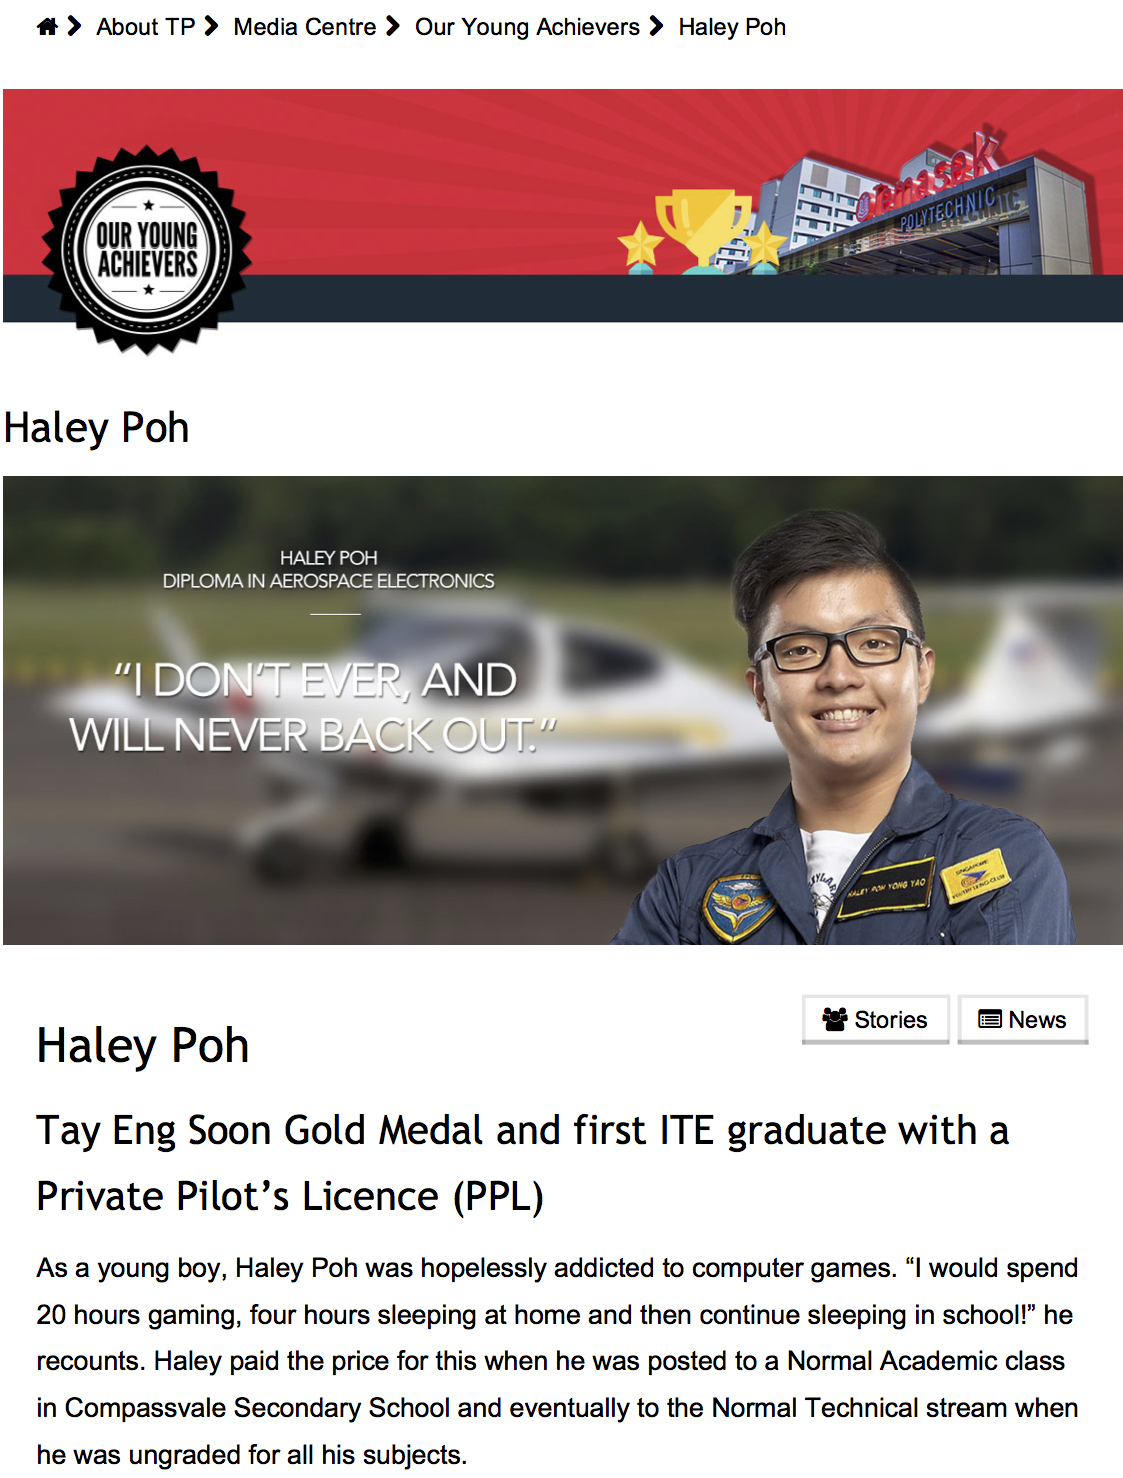 About TP
Media Centre
Our Young Achievers
Haley Poh
OUR YOUNG
ACHIEVERS
Temasek
POLYTECHNIC
Haley Poh
HALEY POH
DIPLOMA IN AEROSPACE ELECTRONICS
“I DON’T EVER, AND
WILL NEVER BACK OUT.”
HALEY POH YONG YAO
SINGAPORE
YOUTH FLYING CLUB
Stories
News
Haley Poh
Tay Eng Soon Gold Medal and first ITE graduate with a
Private Pilot’s Licence (PPL)
As a young boy, Haley Poh was hopelessly addicted to computer games. “I would spend
20 hours gaming, four hours sleeping at home and then continue sleeping in school!” he
recounts. Haley paid the price for this when he was posted to a Normal Academic class
in Compassvale Secondary School and eventually to the Normal Technical stream when
he was ungraded for all his subjects.